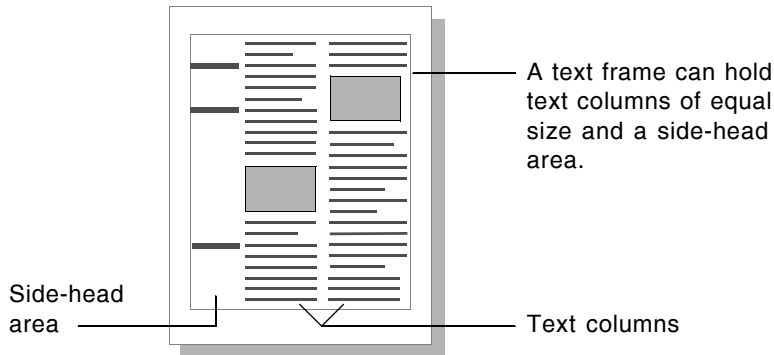 A text frame can hold
text columns of equal
size and a side-head
area.
Side-head
area
Text columns